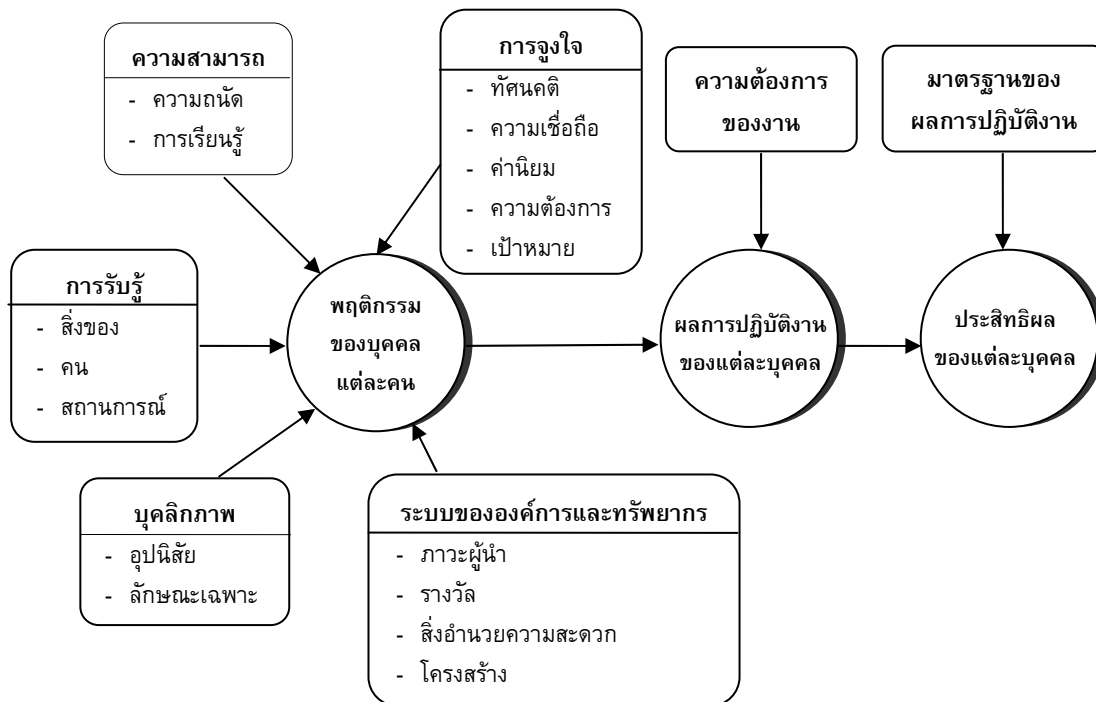 ความสามารถ
- ความถนัด
- การเรียนรู้
การจูงใจ
- ทัศนคติ
- ความเชื่อถือ
- ค่านิยม
- ความต้องการ
- เป้าหมาย
ความต้องการ
ของงาน
มาตรฐานของ
ผลการปฏิบัติงาน
การรับรู้
- สิ่งของ
- คน
- สถานการณ์
พฤติกรรม
ของบุคคล
แต่ละคน
ผลการปฏิบัติงาน
ของแต่ละบุคคล
ประสิทธิผล
ของแต่ละบุคคล
บุคลิกภาพ
- อุปนิสัย
- ลักษณะเฉพาะ
ระบบขององค์การและทรัพยากร
- ภาวะผู้นำ
- รางวัล
- สิ่งอำนวยความสะดวก
- โครงสร้าง